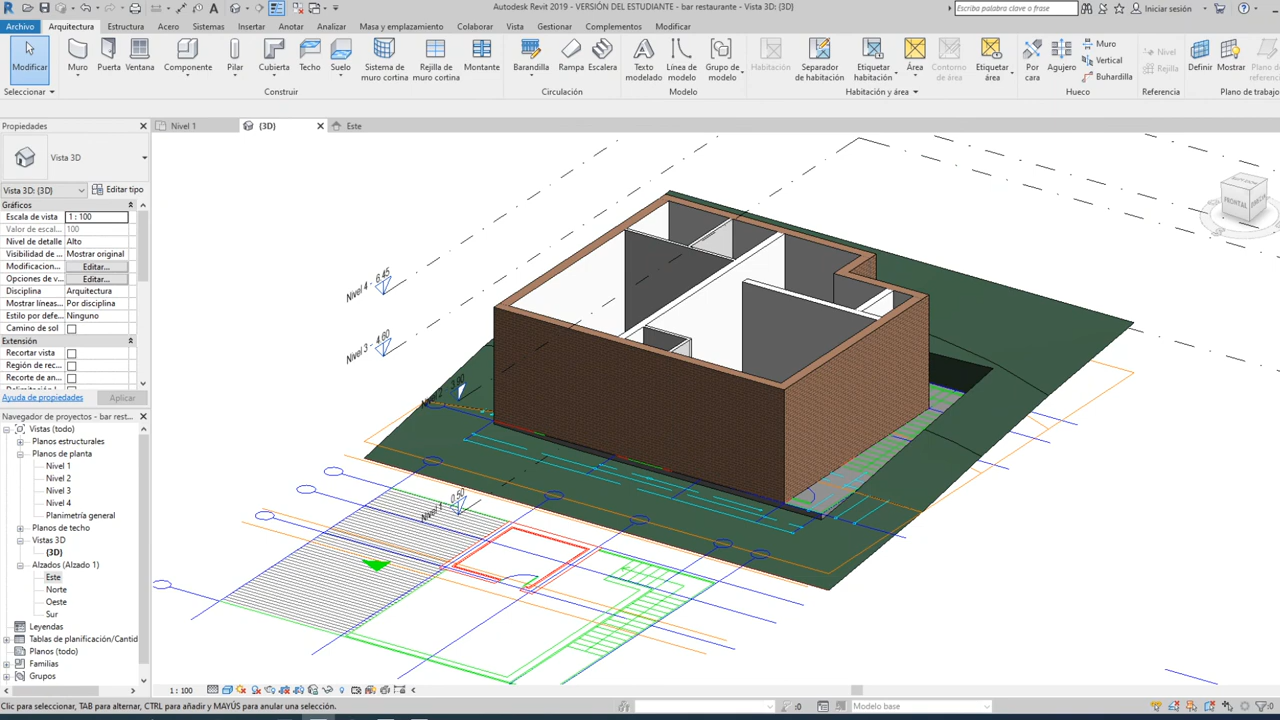 Autodesk Revit 2019 - VERSIÓN DEL ESTUDIANTE - bar restaurante - Vista 3D: {3D}
Escriba palabra clave o frase
Iniciar sesión
Archivo Arquitectura Estructura Acero Sistemas Insertar Anotar Analizar Masa y emplazamiento Colaborar Vista Gestionar Complementos Modificar
Modificar
Muro
Puerta
Ventana
Componente
Pilar
Cubierta
Techo
Suelo
Sistema de muro cortina
Rejilla de muro cortina
Montante
Barandilla
Rampa
Escalera
Texto modelado
Línea de modelo
Grupo de modelo
Habitación
Separador de habitación
Etiquetar habitación
Área
Contorno de área
Etiquetar área
Por cara
Agujero
Muro
Vertical
Buhardilla
Nivel
Rejilla
Definir
Mostrar
Plano de refer
Seleccionar
Construir
Circulación
Modelo
Habitación y área
Hueco
Referencia
Plano de trabajo
Propiedades
Nivel 1
{3D}
Este
Vista 3D
Vista 3D: {3D}
Editar tipo
Gráficos
Escala de vista 1 : 100
Valor de escal... 100
Nivel de detalle Alto
Visibilidad de ... Mostrar original
Modificacion... Editar...
Opciones de v... Editar...
Disciplina Arquitectura
Mostrar líneas... Por disciplina
Estilo por defe... Ninguno
Camino de sol
Extensión
Recortar vista
Región de rec...
Recorte de an...
Ayuda de propiedades
Aplicar
Navegador de proyectos - bar rest...
Vistas (todo)
Planos estructurales
Planos de planta
Nivel 1
Nivel 2
Nivel 3
Nivel 4
Planimetría general
Planos de techo
Vistas 3D
{3D}
Alzados (Alzado 1)
Este
Norte
Oeste
Sur
Leyendas
Tablas de planificación/Cantid
Planos (todo)
Familias
Grupos
Nivel 4 - 6.45
Nivel 3 - 4.60
Nivel 1 0.50
FRONTAL
1 : 100
Clic para seleccionar, TAB para alternar, CTRL para añadir y MAYÚS para anular una selección.
:0
Modelo base
:0